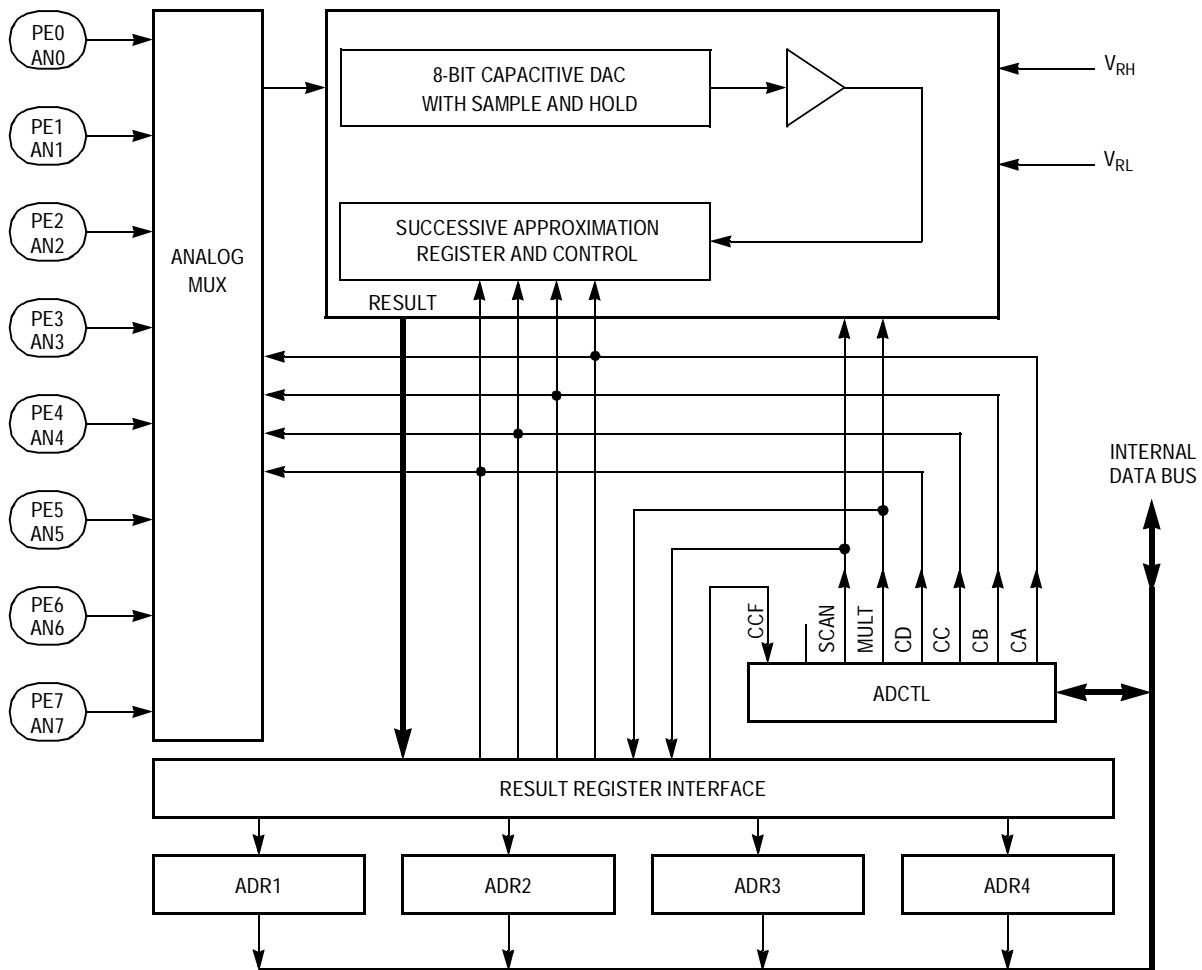 PE0
AN0
PE1
AN1
PE2
AN2
PE3
AN3
PE4
AN4
PE5
AN5
PE6
AN6
PE7
AN7
ANALOG
MUX
8-BIT CAPACITIVE DAC
WITH SAMPLE AND HOLD
SUCCESSIVE APPROXIMATION
REGISTER AND CONTROL
RESULT
VRH
VRL
INTERNAL
DATA BUS
CCF
SCAN
MULT
CD
CC
CB
CA
ADCTL
RESULT REGISTER INTERFACE
ADR1
ADR2
ADR3
ADR4